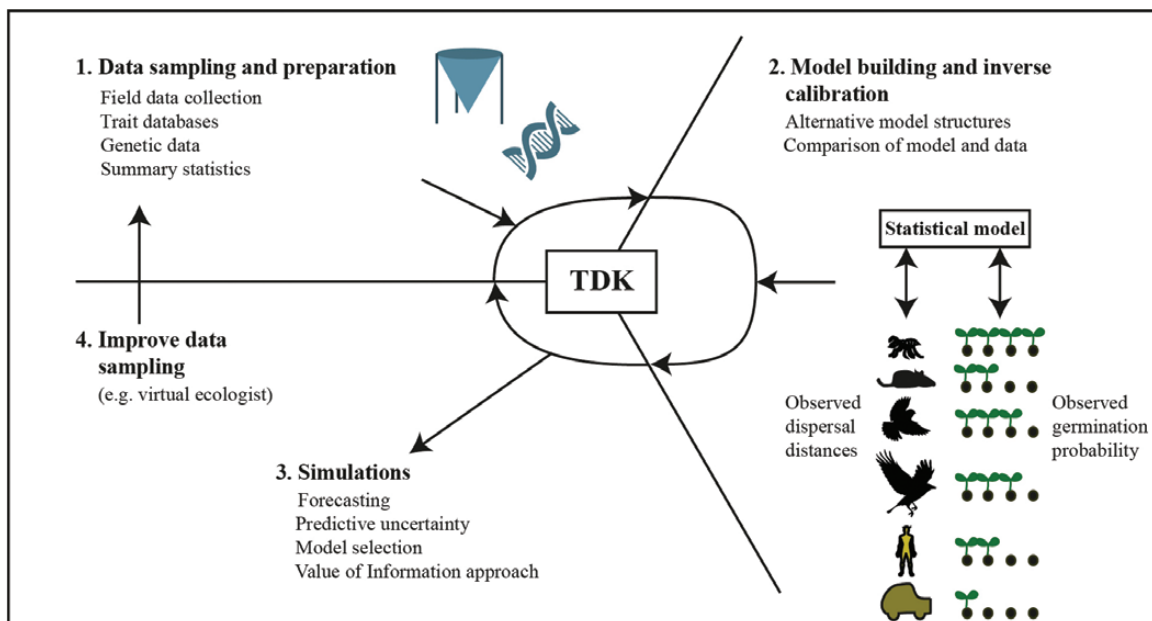 1. Data sampling and preparation
Field data collection
Trait databases
Genetic data
Summary statistics
2. Model building and inverse
calibration
Alternative model structures
Comparison of model and data
Statistical model
TDK
4. Improve data
sampling
(e.g. virtual ecologist)
Observed
dispersal
distances
Observed
germination
probability
3. Simulations
Forecasting
Predictive uncertainty
Model selection
Value of Information approach